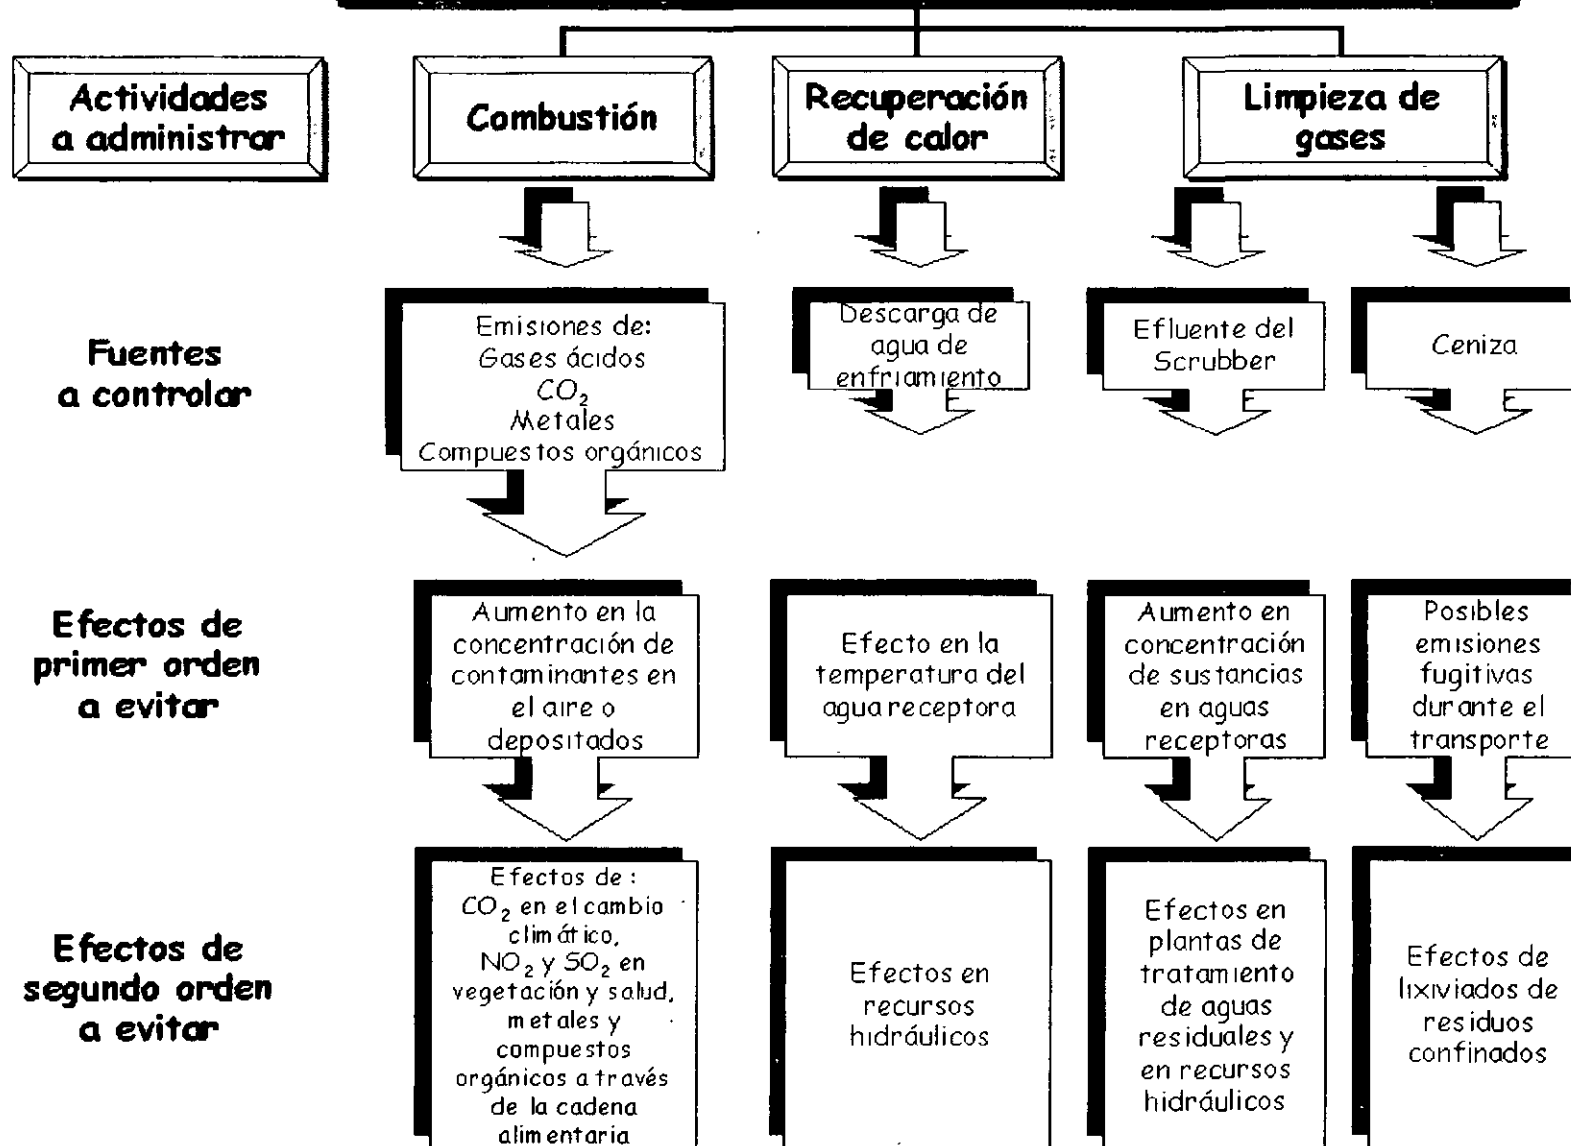 Actividades
a administrar
Combustión
Recuperación
de calor
Limpieza de
gases
Fuentes
a controlar
Emisiones de:
Gases ácidos
CO₂
Metales
Compuestos orgánicos
Descarga de
agua de
enfriamiento
Efluente del
Scrubber
Ceniza
Efectos de
primer orden
a evitar
Aumento en la
concentración de
contaminantes en
el aire o
depositados
Efecto en la
temperatura del
agua receptora
Aumento en
concentración
de sustancias
en aguas
receptoras
Posibles
emisiones
fugitivas
durante el
transporte
Efectos de
segundo orden
a evitar
Efectos de :
CO₂ en el cambio
climático,
NO₂ y SO₂ en
vegetación y salud,
metales y
compuestos
orgánicos a través
de la cadena
alimentaria
Efectos en
recursos
hidráulicos
Efectos en
plantas de
tratamiento
de aguas
residuales y
en recursos
hidráulicos
Efectos de
lixiviados de
residuos
confinados